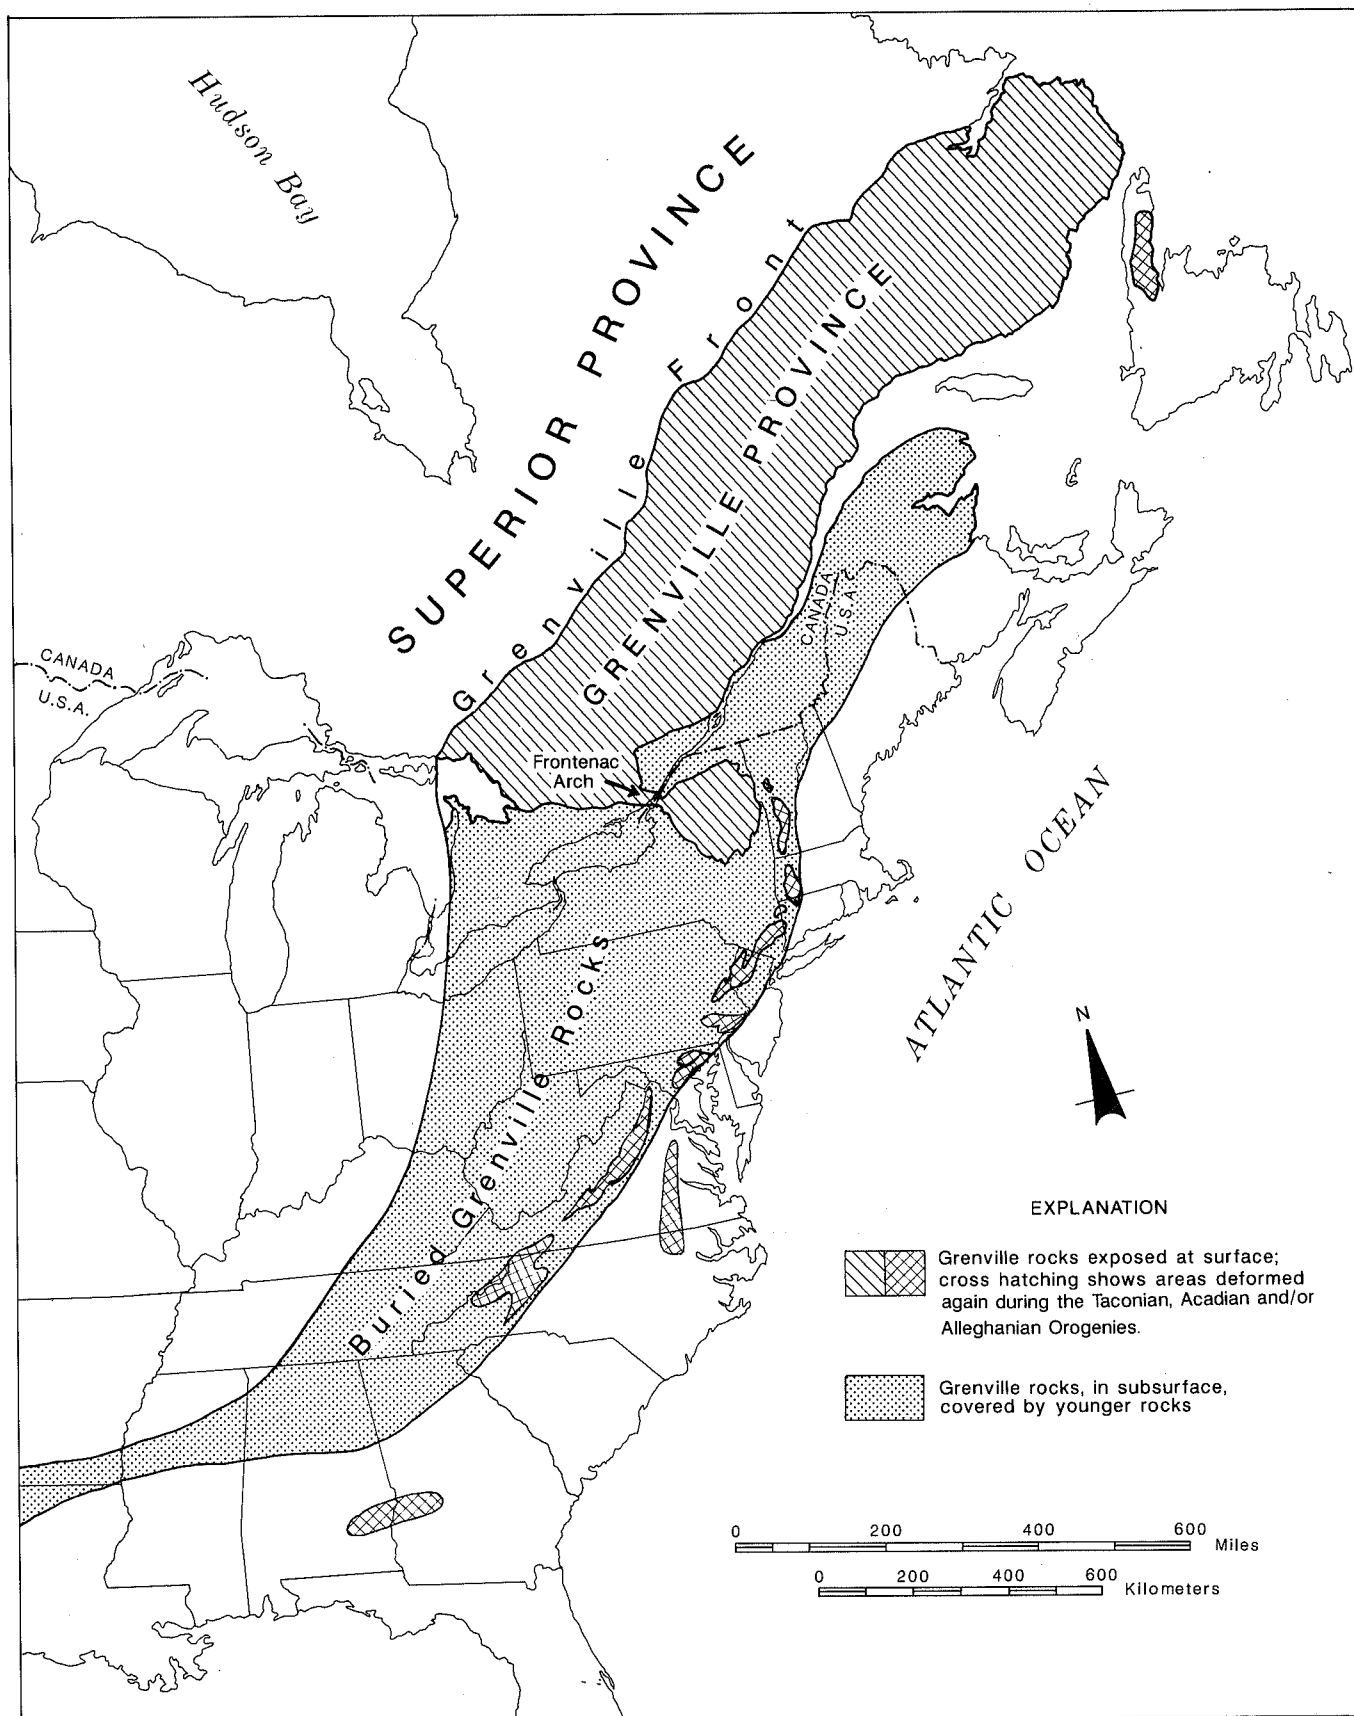 Hudson Bay
SUPERIOR PROVINCE
Grenville Front
GRENVILLE PROVINCE
CANADA
U.S.A.
CANADA
U.S.A.
Frontenac
Arch
ATLANTIC OCEAN
Buried Grenville Rocks
N
EXPLANATION
Grenville rocks exposed at surface;
cross hatching shows areas deformed
again during the Taconian, Acadian and/or
Alleghanian Orogenies.
Grenville rocks, in subsurface,
covered by younger rocks
0 200 400 600
Miles
0 200 400 600
Kilometers